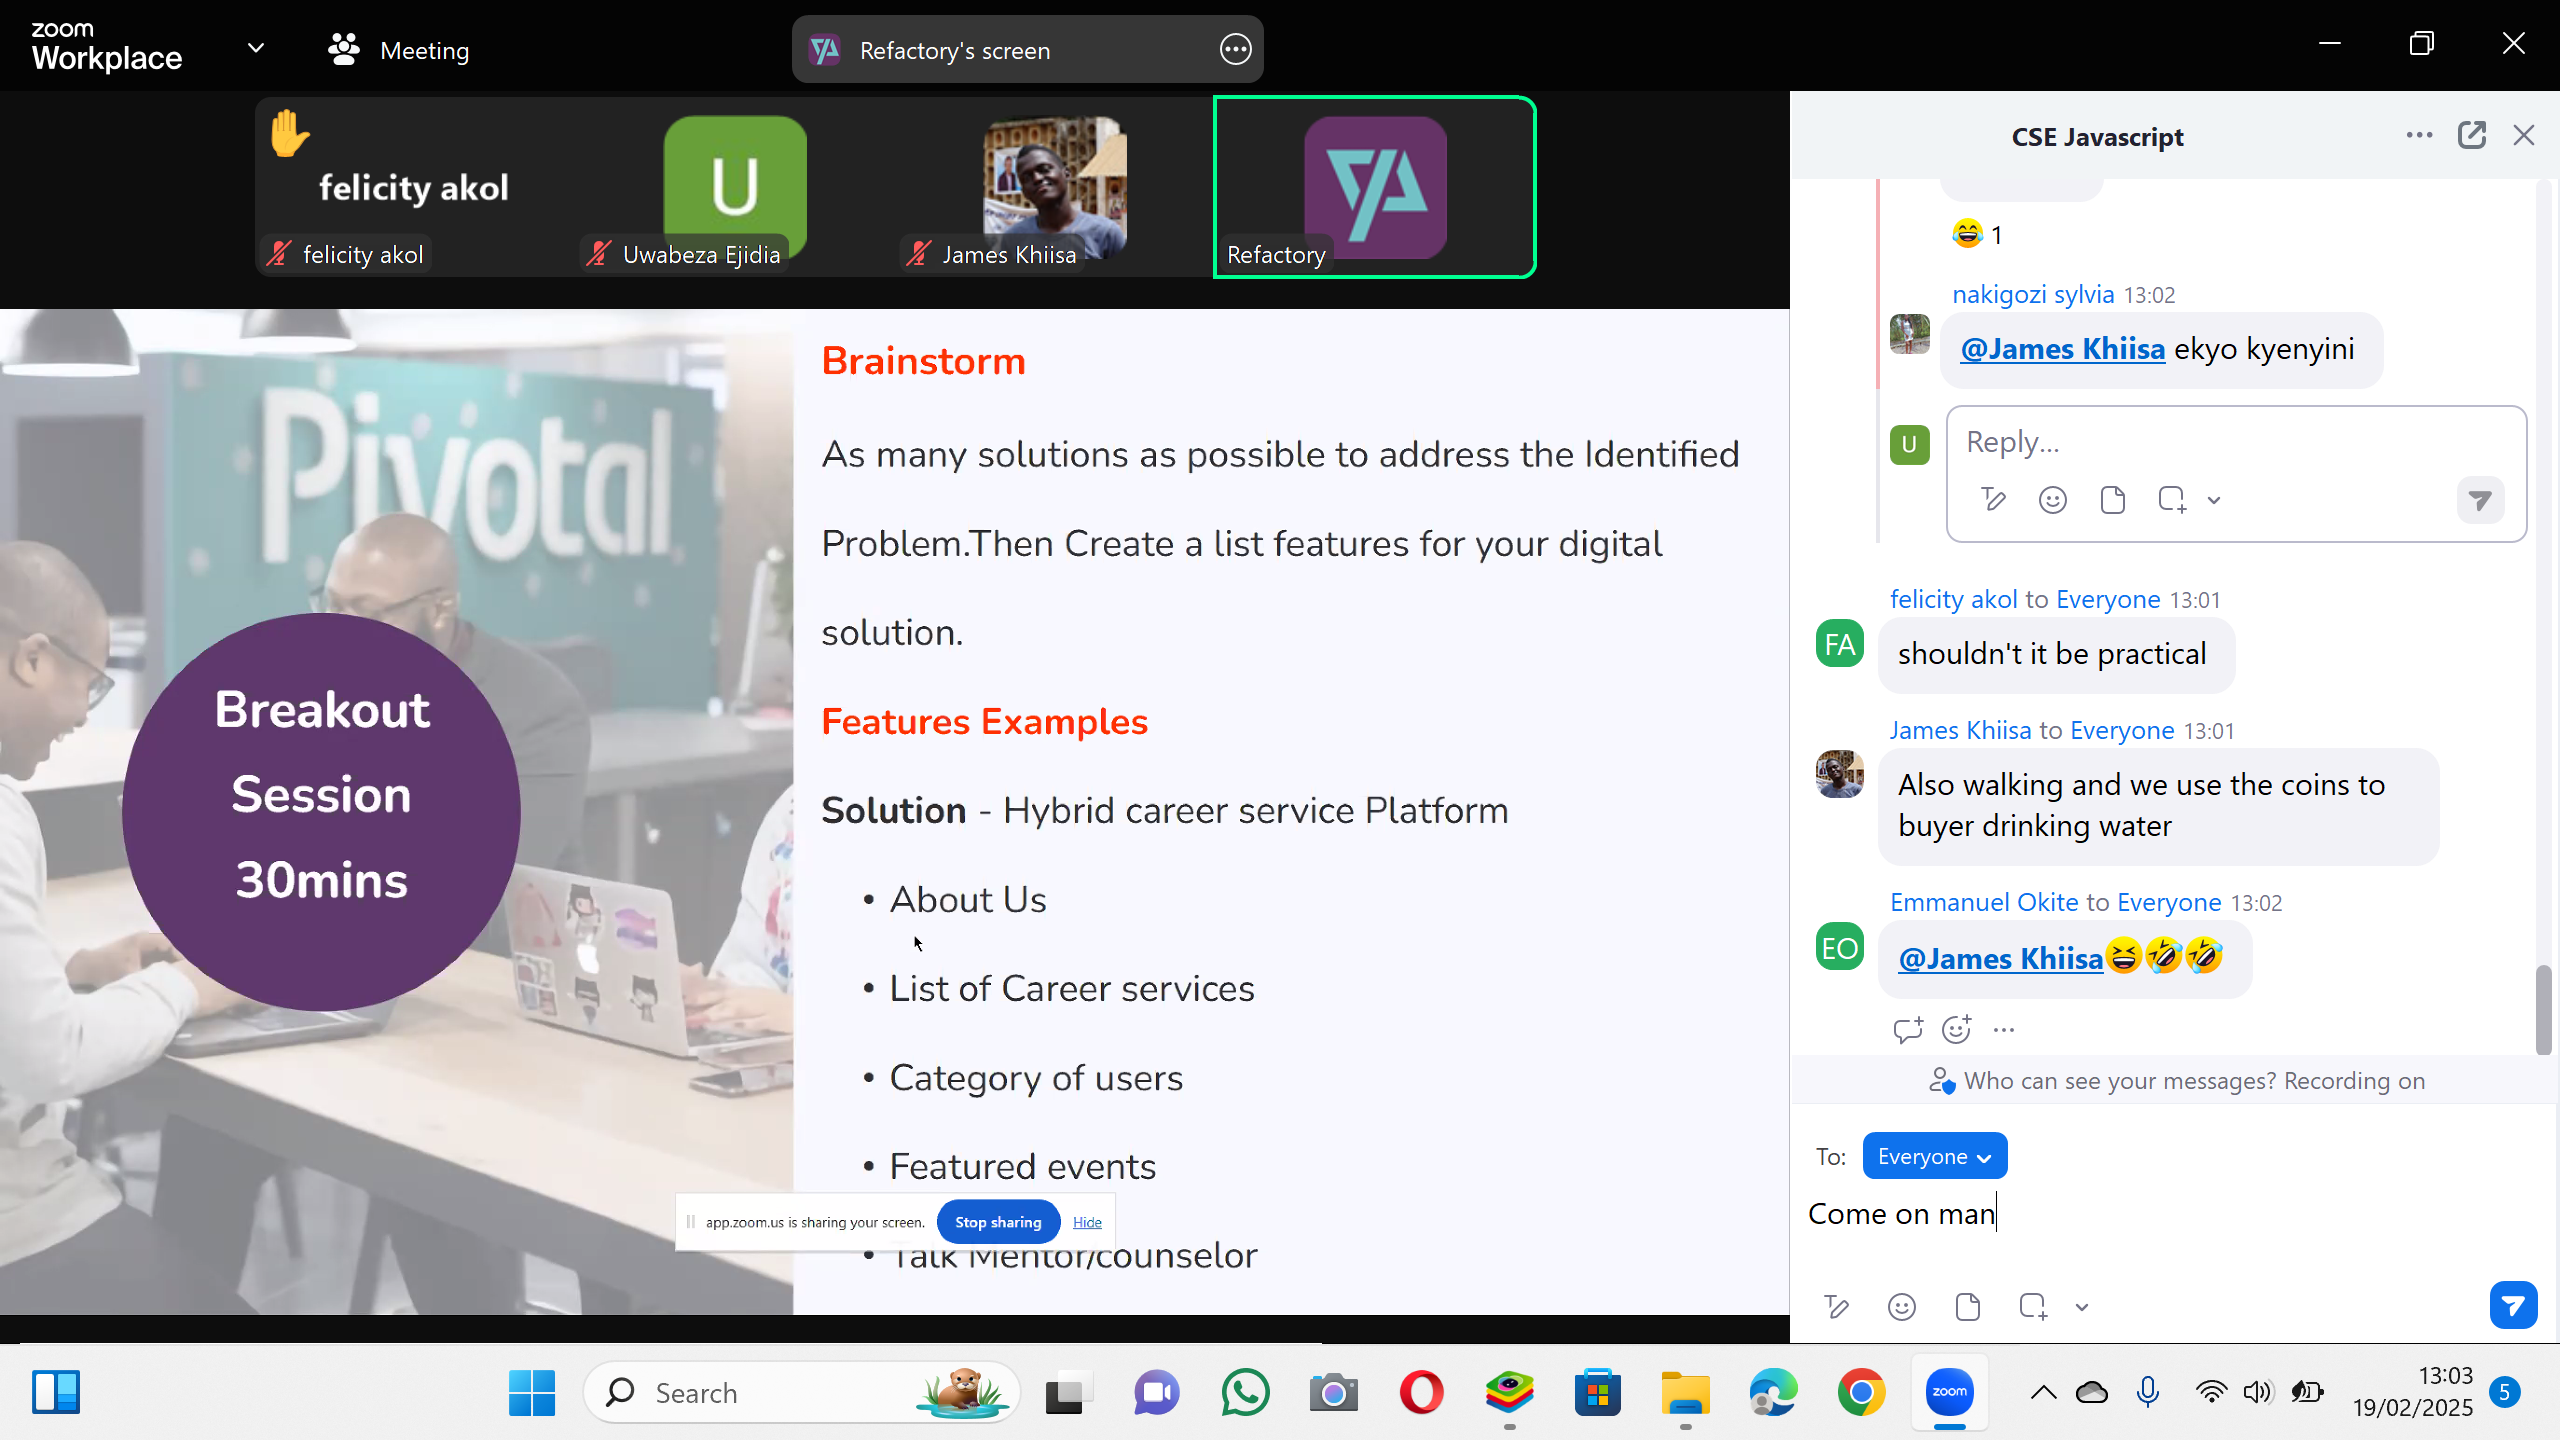 zoom
Workplace
Meeting
Refactory's screen
felicity akol
felicity akol
U
Uwabeza Ejidia
James Khiisa
Refactory
Pivotal
Breakout
Session
30mins
Brainstorm
As many solutions as possible to address the Identified
Problem.Then Create a list features for your digital
solution.
Features Examples
Solution - Hybrid career service Platform
• About Us
• List of Career services
• Category of users
• Featured events
• Talk Mentor/counselor
app.zoom.us is sharing your screen.
Stop sharing
Hide
CSE Javascript
😂 1
nakigozi sylvia 13:02
@James Khiisa ekyo kyenyini
U
Reply...
felicity akol to Everyone 13:01
FA
shouldn't it be practical
James Khiisa to Everyone 13:01
Also walking and we use the coins to
buyer drinking water
Emmanuel Okite to Everyone 13:02
EO
@James Khiisa😆🤣🤣
Who can see your messages? Recording on
To: Everyone
Come on man
Search
zoom
13:03
19/02/2025
5